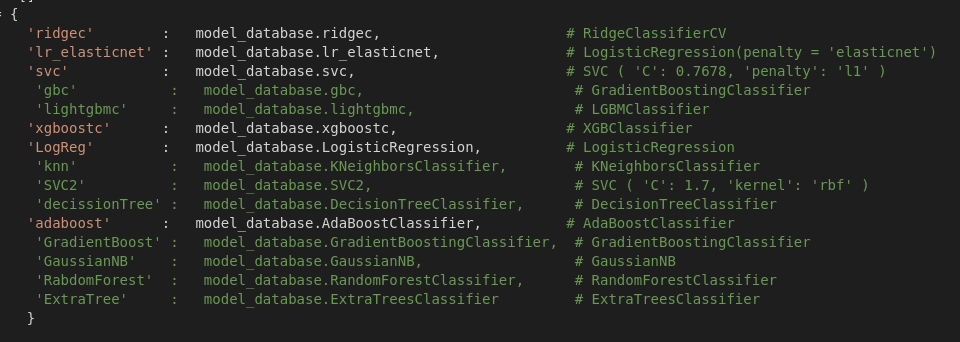 = {
'ridgec' : model_database.ridgec, # RidgeClassifierCV
'lr_elasticnet' : model_database.lr_elasticnet, # LogisticRegression(penalty = 'elasticnet')
'svc' : model_database.svc, # SVC ( 'C': 0.7678, 'penalty': 'l1' )
'gbc' : model_database.gbc, # GradientBoostingClassifier
'lightgbmc' : model_database.lightgbmc, # LGBMClassifier
'xgboostc' : model_database.xgboostc, # XGBClassifier
'LogReg' : model_database.LogisticRegression, # LogisticRegression
'knn' : model_database.KNeighborsClassifier, # KNeighborsClassifier
'SVC2' : model_database.SVC2, # SVC ( 'C': 1.7, 'kernel': 'rbf' )
'decissionTree' : model_database.DecisionTreeClassifier, # DecisionTreeClassifier
'adaboost' : model_database.AdaBoostClassifier, # AdaBoostClassifier
'GradientBoost' : model_database.GradientBoostingClassifier, # GradientBoostingClassifier
'GaussianNB' : model_database.GaussianNB, # GaussianNB
'RabdomForest' : model_database.RandomForestClassifier, # RandomForestClassifier
'ExtraTree' : model_database.ExtraTreesClassifier # ExtraTreesClassifier
}